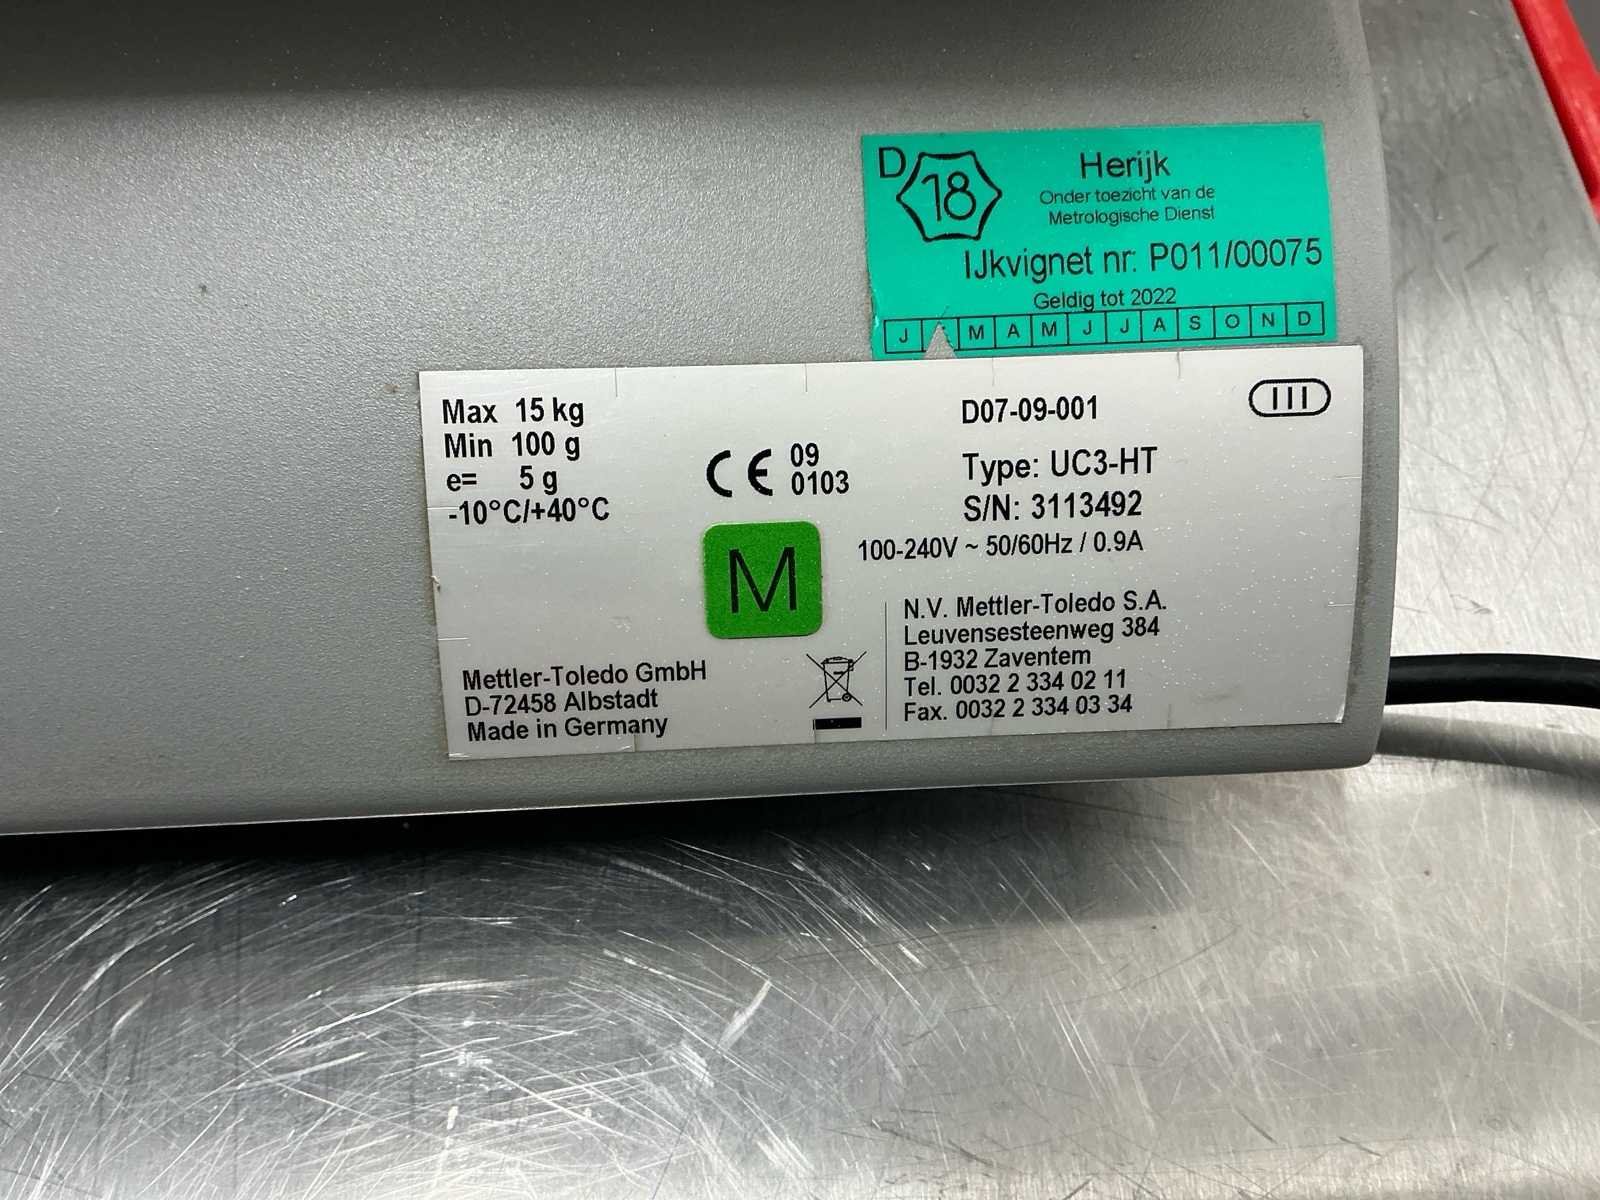 D 18 Herijk
Onder toezicht van de
Metrologische Dienst
IJkvignet nr: P011/00075
Geldig tot 2022
J M A M J J A S O N D
Max 15 kg
Min 100 g
e= 5 g
-10°C/+40°C
CE 09
0103
M
D07-09-001
III
Type: UC3-HT
S/N: 3113492
100-240V ~ 50/60Hz / 0.9A
Mettler-Toledo GmbH
D-72458 Albstadt
Made in Germany
N.V. Mettler-Toledo S.A.
Leuvensesteenweg 384
B-1932 Zaventem
Tel. 0032 2 334 02 11
Fax. 0032 2 334 03 34